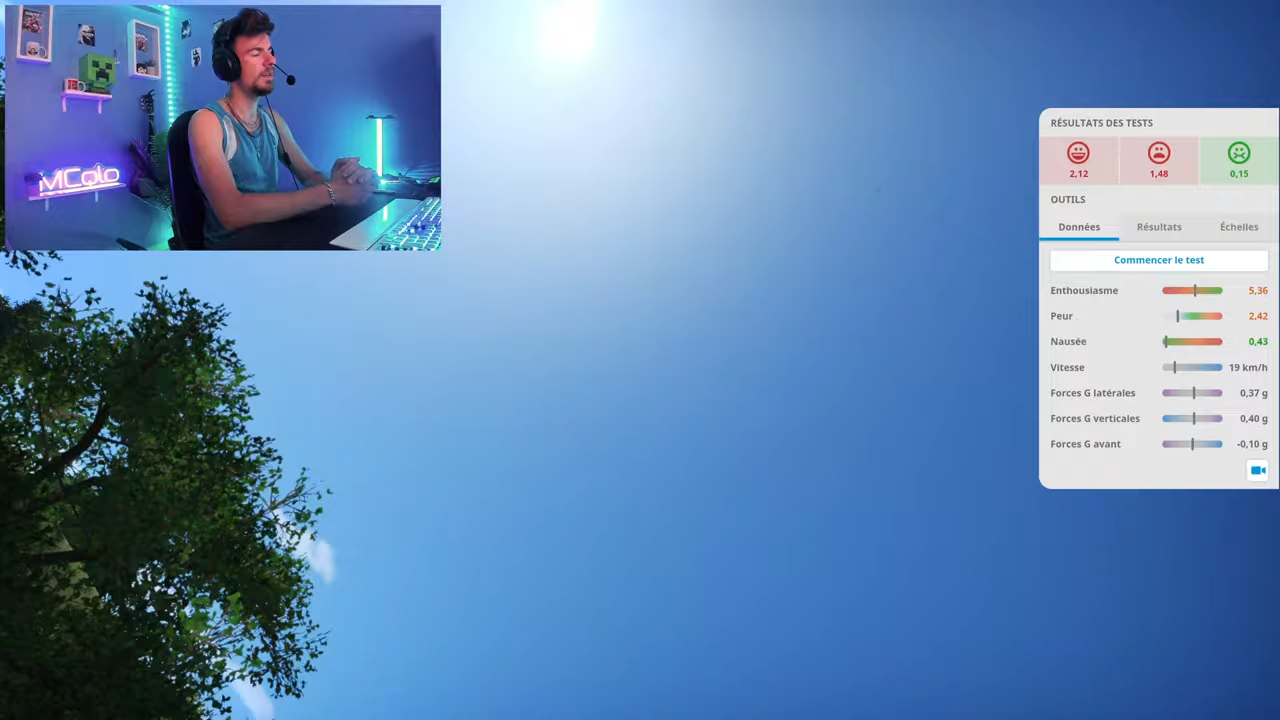 MColo
RÉSULTATS DES TESTS
2,12 1,48 0,15
OUTILS
Données Résultats Échelles
Commencer le test
Enthousiasme 5,36
Peur 2,42
Nausée 0,43
Vitesse 19 km/h
Forces G latérales 0,37 g
Forces G verticales 0,40 g
Forces G avant -0,10 g